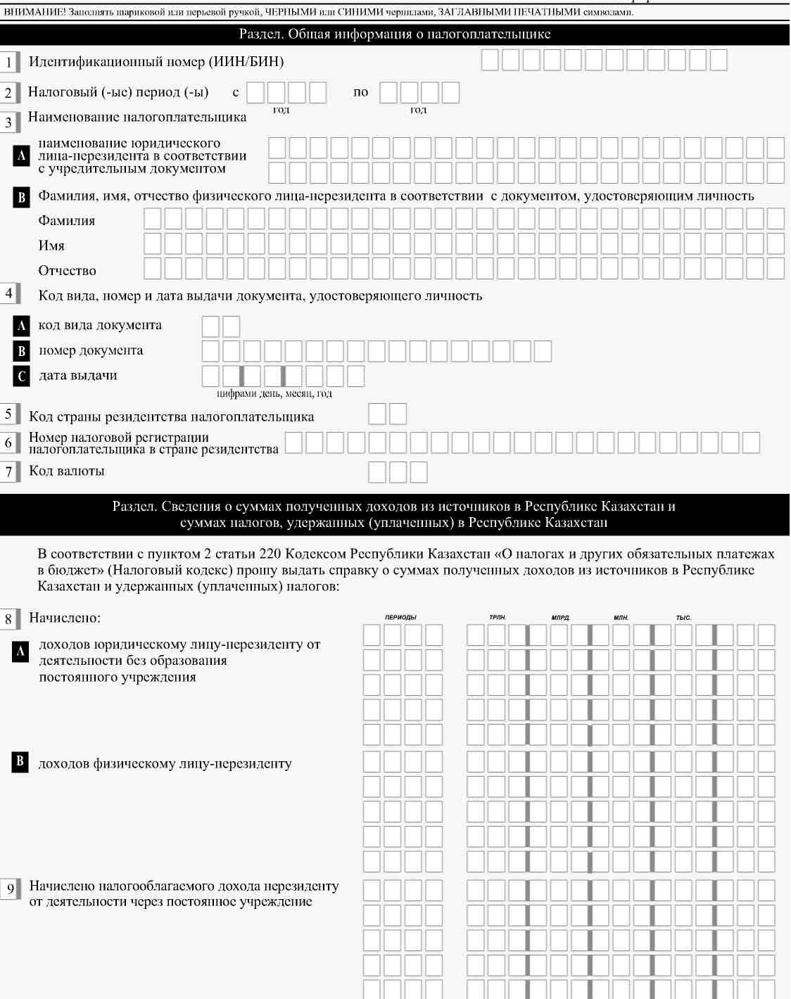 ВНИМАНИЕ! Заполнять шариковой или перьевой ручкой, ЧЕРНЫМИ или СИНИМИ чернилами, ЗАГЛАВНЫМИ ПЕЧАТНЫМИ символами.
Раздел. Общая информация о налогоплательщике
1 Идентификационный номер (ИИН/БИН)
2 Налоговый (-ые) период (-ы) с по
год год
3 Наименование налогоплательщика
A наименование юридического
лица-нерезидента в соответствии
с учредительным документом
B Фамилия, имя, отчество физического лица-нерезидента в соответствии с документом, удостоверяющим личность
Фамилия
Имя
Отчество
4 Код вида, номер и дата выдачи документа, удостоверяющего личность
A код вида документа
B номер документа
C дата выдачи
цифрами день, месяц, год
5 Код страны резидентства налогоплательщика
6 Номер налоговой регистрации
налогоплательщика в стране резидентства
7 Код валюты
Раздел. Сведения о суммах полученных доходов из источников в Республике Казахстан и
суммах налогов, удержанных (уплаченных) в Республике Казахстан
В соответствии с пунктом 2 статьи 220 Кодексом Республики Казахстан «О налогах и других обязательных платежах
в бюджет» (Налоговый кодекс) прошу выдать справку о суммах полученных доходов из источников в Республике
Казахстан и удержанных (уплаченных) налогов:
8 Начислено: ПЕРИОДЫ ТРЛН. МЛРД. МЛН. ТЫС.
A доходов юридическому лицу-нерезиденту от
деятельности без образования
постоянного учреждения
B доходов физическому лицу-нерезиденту
9 Начислено налогооблагаемого дохода нерезиденту
от деятельности через постоянное учреждение